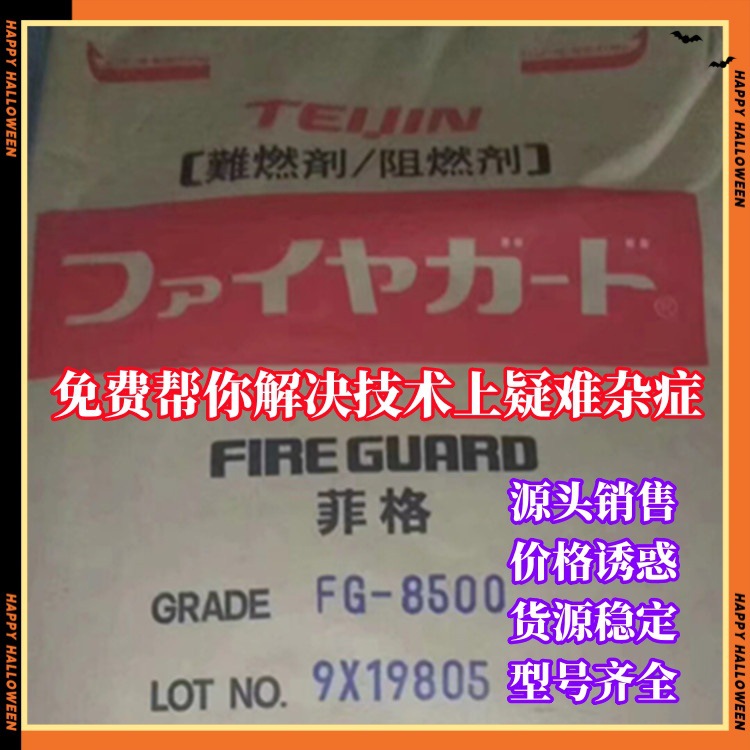 TEIJIN
[難燃剤/阻燃剂]
ファイヤガード®
免费帮你解决技术上疑难杂症
FIRE GUARD
菲格
源头销售
价格诱惑
GRADE FG-8500
货源稳定
LOT NO. 9X19805
型号齐全
HAPPY HALLOWEEN
HAPPY HALLOWEEN
HAPPY HALLOWEEN
HAPPY HALLOWEEN